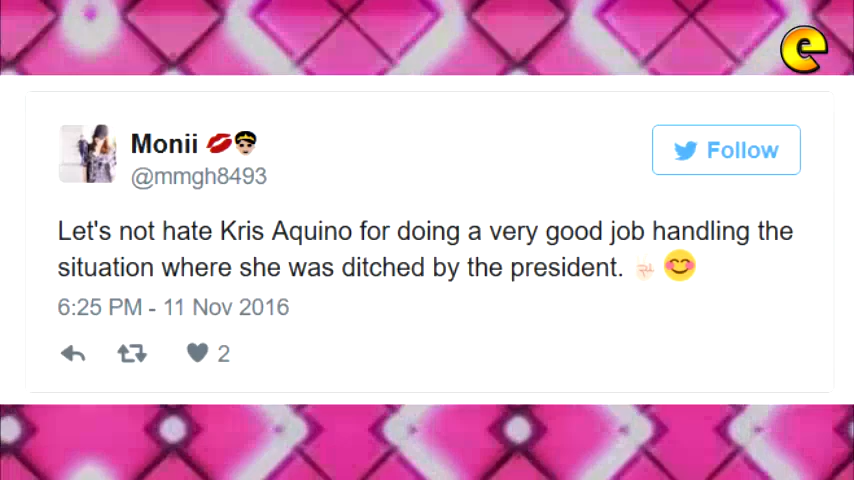 e
Monii 💋👸
@mmgh8493
Follow
Let's not hate Kris Aquino for doing a very good job handling the
situation where she was ditched by the president. 👇🏻😊
6:25 PM - 11 Nov 2016
2